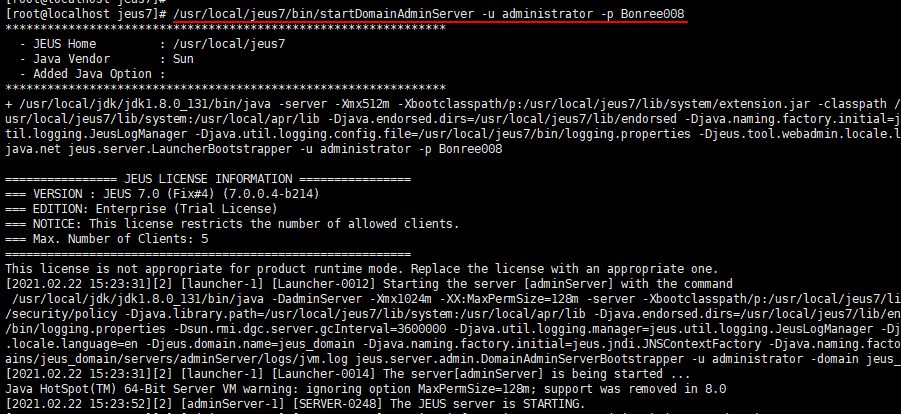 [root@localhost jeus7]#
[root@localhost jeus7]# /usr/local/jeus7/bin/startDomainAdminServer -u administrator -p Bonree008
***************************************************************
  - JEUS Home         : /usr/local/jeus7
  - Java Vendor       : Sun
  - Added Java Option :
***************************************************************
+ /usr/local/jdk/jdk1.8.0_131/bin/java -server -Xmx512m -Xbootclasspath/p:/usr/local/jeus7/lib/system/extension.jar -classpath /
usr/local/jeus7/lib/system:/usr/local/apr/lib -Djava.endorsed.dirs=/usr/local/jeus7/lib/endorsed -Djava.naming.factory.initial=j
til.logging.JeusLogManager -Djava.util.logging.config.file=/usr/local/jeus7/bin/logging.properties -Djeus.tool.webadmin.locale.l
java.net jeus.server.LauncherBootstrapper -u administrator -p Bonree008

================ JEUS LICENSE INFORMATION ================
=== VERSION : JEUS 7.0 (Fix#4) (7.0.0.4-b214)
=== EDITION: Enterprise (Trial License)
=== NOTICE: This license restricts the number of allowed clients.
=== Max. Number of Clients: 5
==========================================================
This license is not appropriate for product runtime mode. Replace the license with an appropriate one.
[2021.02.22 15:23:31][2] [launcher-1] [Launcher-0012] Starting the server [adminServer] with the command
 /usr/local/jdk/jdk1.8.0_131/bin/java -DadminServer -Xmx1024m -XX:MaxPermSize=128m -server -Xbootclasspath/p:/usr/local/jeus7/li
/security/policy -Djava.library.path=/usr/local/jeus7/lib/system:/usr/local/apr/lib -Djava.endorsed.dirs=/usr/local/jeus7/lib/en
/bin/logging.properties -Dsun.rmi.dgc.server.gcInterval=3600000 -Djava.util.logging.manager=jeus.util.logging.JeusLogManager -Dj
.locale.language=en -Djeus.domain.name=jeus_domain -Djava.naming.factory.initial=jeus.jndi.JNSContextFactory -Djava.naming.facto
ains/jeus_domain/servers/adminServer/logs/jvm.log jeus.server.admin.DomainAdminServerBootstrapper -u administrator -domain jeus_
[2021.02.22 15:23:31][2] [launcher-1] [Launcher-0014] The server[adminServer] is being started ...
Java HotSpot(TM) 64-Bit Server VM warning: ignoring option MaxPermSize=128m; support was removed in 8.0
[2021.02.22 15:23:52][2] [adminServer-1] [SERVER-0248] The JEUS server is STARTING.